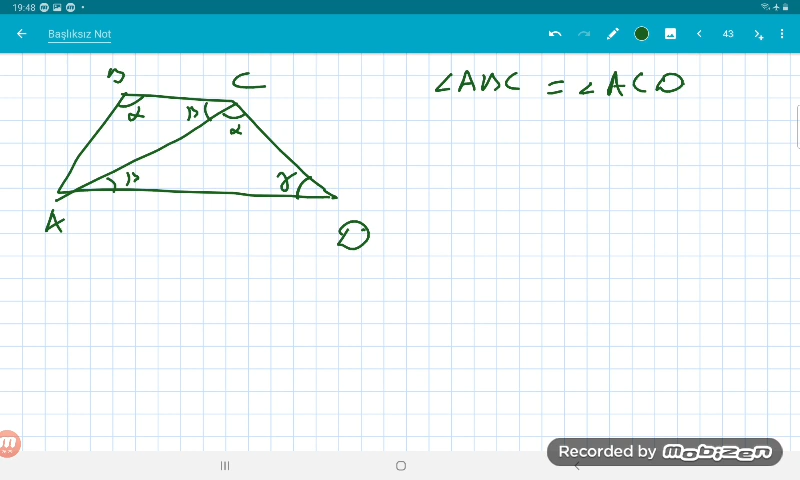 19:48
Başlıksız Not
43
B
C
∠ABC = ∠ACD
α
β
α
β
γ
A
D
Recorded by mobizen